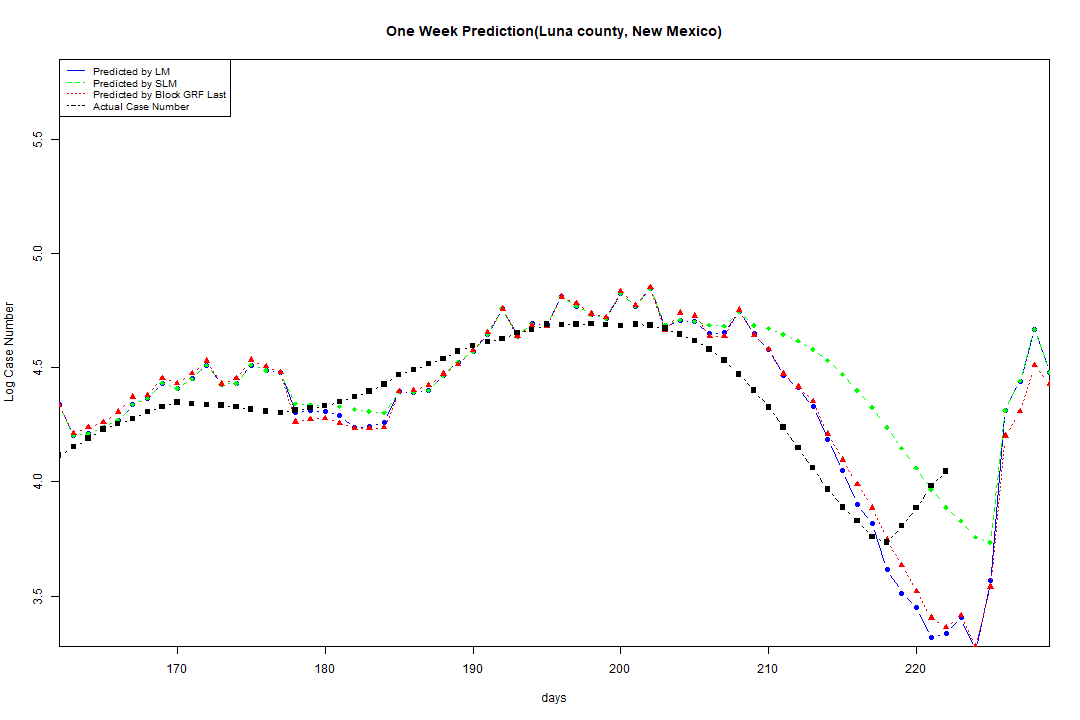 One Week Prediction(Luna county, New Mexico)
Predicted by LM
Predicted by SLM
Predicted by Block GRF Last
Actual Case Number
5.5
5.0
4.5
4.0
3.5
Log Case Number
170 180 190 200 210 220
days